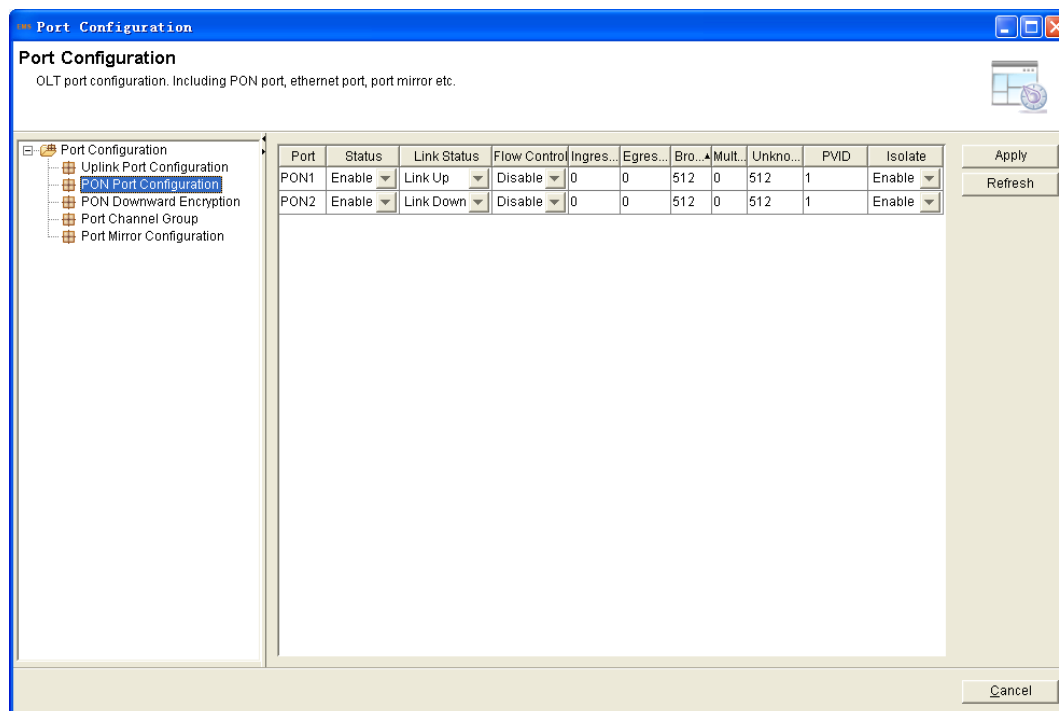 EMS Port Configuration
Port Configuration
OLT port configuration. Including PON port, ethernet port, port mirror etc.
Port Configuration
Uplink Port Configuration
PON Port Configuration
PON Downward Encryption
Port Channel Group
Port Mirror Configuration
Port Status Link Status Flow Control Ingres... Egres... Bro... Mult... Unkno... PVID Isolate
PON1 Enable Link Up Disable 0 0 512 0 512 1 Enable
PON2 Enable Link Down Disable 0 0 512 0 512 1 Enable
Apply
Refresh
Cancel